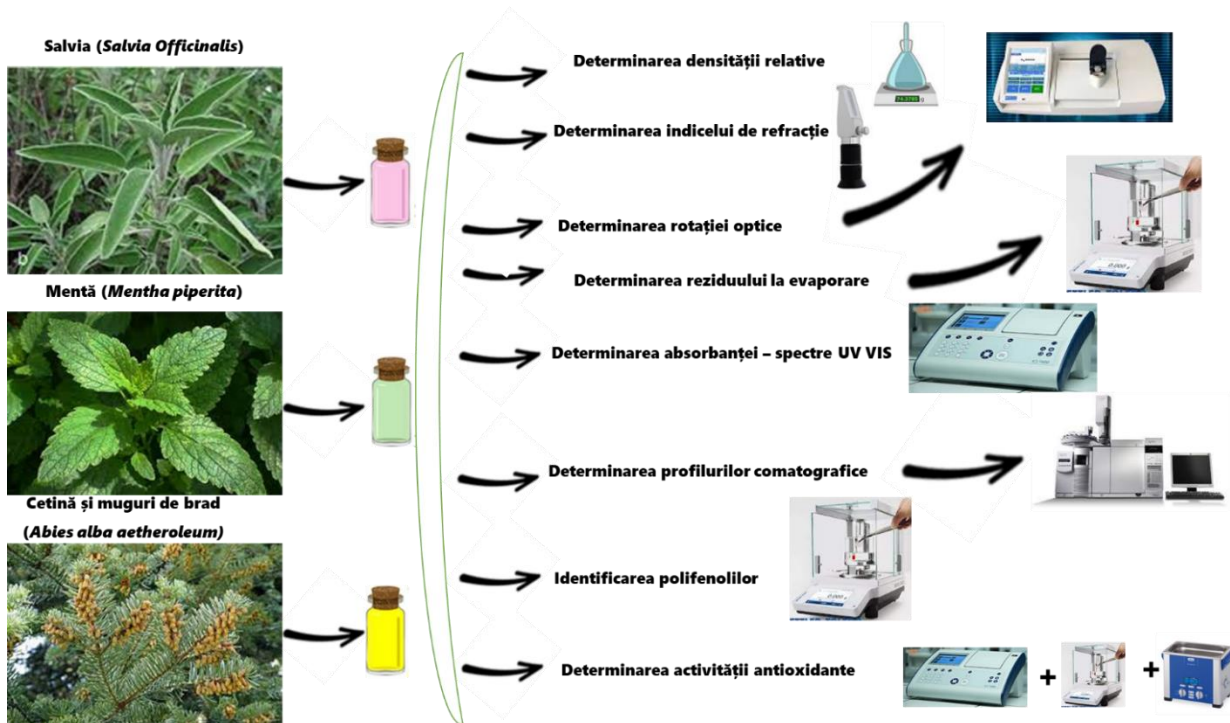 Salvia (Salvia Officinalis)
Mentă (Mentha piperita)
Cetină și muguri de brad
(Abies alba aetheroleum)
Determinarea densității relative
Determinarea indicelui de refracție
Determinarea rotației optice
Determinarea reziduului la evaporare
Determinarea absorbanței – spectre UV VIS
Determinarea profilurilor comatografice
Identificarea polifenolilor
Determinarea activității antioxidante
+
+
b